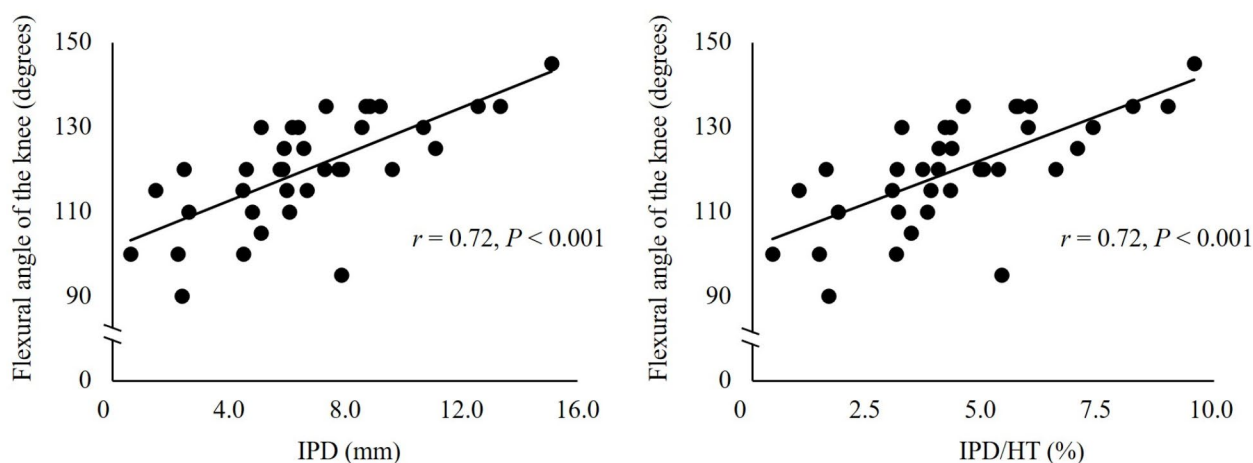 Flexural angle of the knee (degrees)
150
130
110
90
0
r = 0.72, P < 0.001
0 4.0 8.0 12.0 16.0
IPD (mm)
Flexural angle of the knee (degrees)
150
130
110
90
0
r = 0.72, P < 0.001
0 2.5 5.0 7.5 10.0
IPD/HT (%)